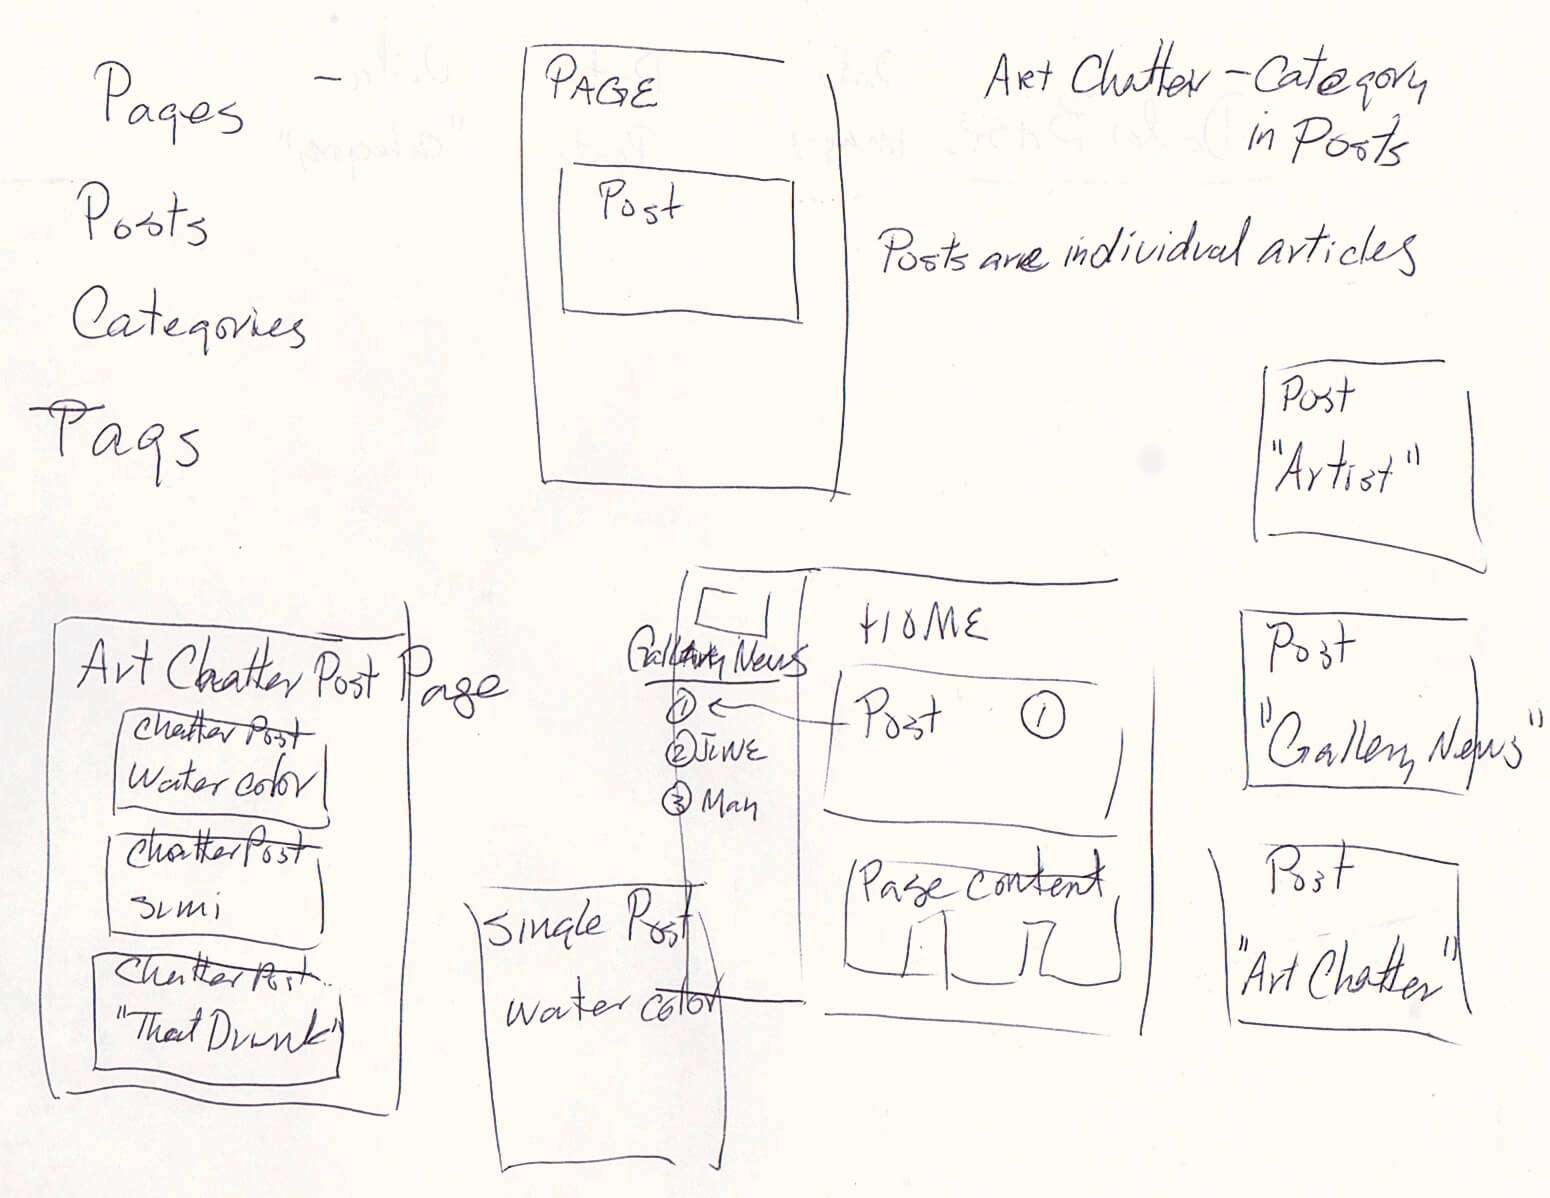 Pages –
Posts
Categories
Tags
PAGE
Post
Art Chatter – Category
in Posts
Posts are individual articles
Post
"Artist"
Post
"Gallery News"
Post
"Art Chatter"
Art Chatter Post Page
Chatter Post
Water color
Chatter Post
Sumi
Chatter Post
"That Drunk"
Gallery News
①
② JUNE
③ May
HOME
Post ①
Page Content
Single Post
Water color